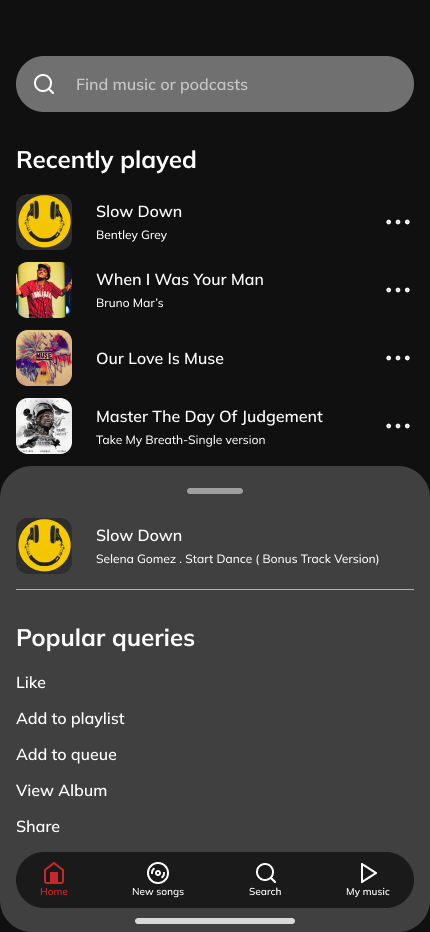 Find music or podcasts
Recently played
Slow Down
Bentley Grey
When I Was Your Man
Bruno Mar's
Our Love Is Muse
MUSE
Master The Day Of Judgement
Take My Breath-Single version
Slow Down
Selena Gomez . Start Dance ( Bonus Track Version)
Popular queries
Like
Add to playlist
Add to queue
View Album
Share
Home
New songs
Search
My music